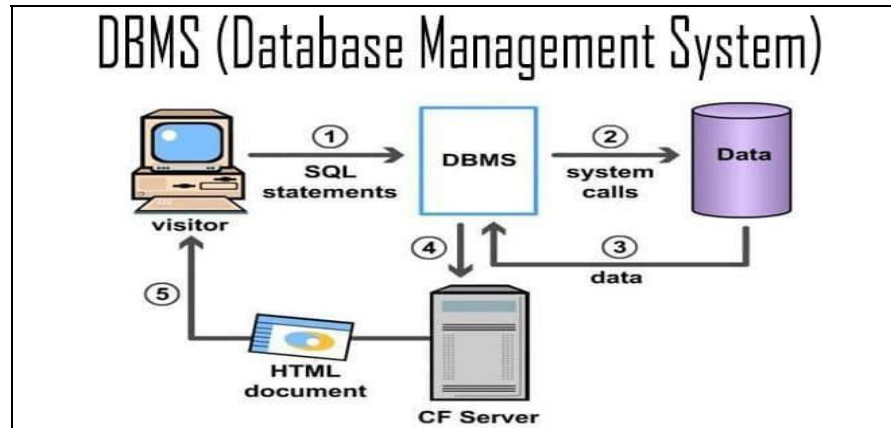 DBMS (Database Management System)
1
SQL
statements
visitor
DBMS
2
system
calls
Data
3
data
4
5
HTML
document
CF Server